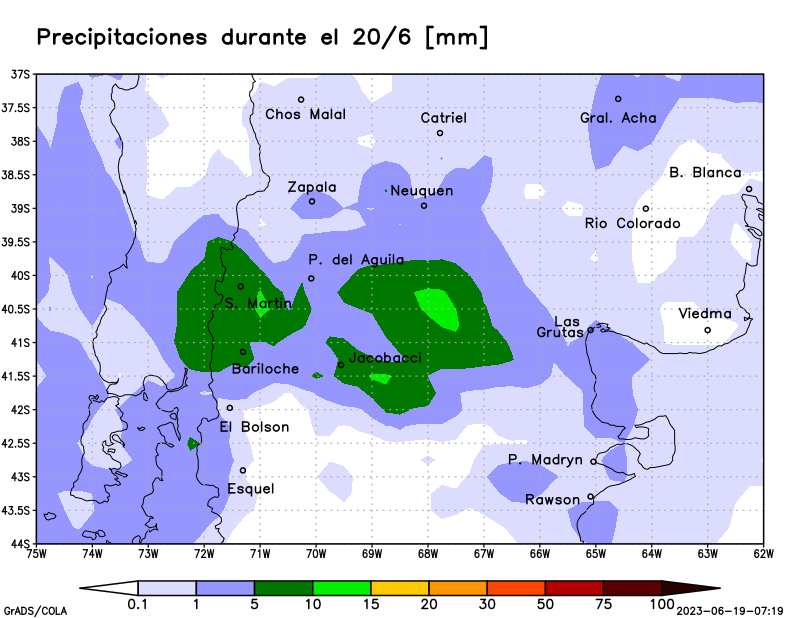 Precipitaciones durante el 20/6 [mm]
37S
37.5S
Chos Malal
Catriel
Gral. Acha
38S
38.5S
Zapala
Neuquen
B. Blanca
39S
Rio Colorado
39.5S
P. del Aguila
40S
S. Martin
40.5S
Las
Grutas
Viedma
41S
Jacobacci
Bariloche
41.5S
42S
El Bolson
42.5S
P. Madryn
43S
Esquel
Rawson
43.5S
44S
75W 74W 73W 72W 71W 70W 69W 68W 67W 66W 65W 64W 63W 62W
0.1 1 5 10 15 20 30 50 75 100
GrADS/COLA
2023-06-19-07:19